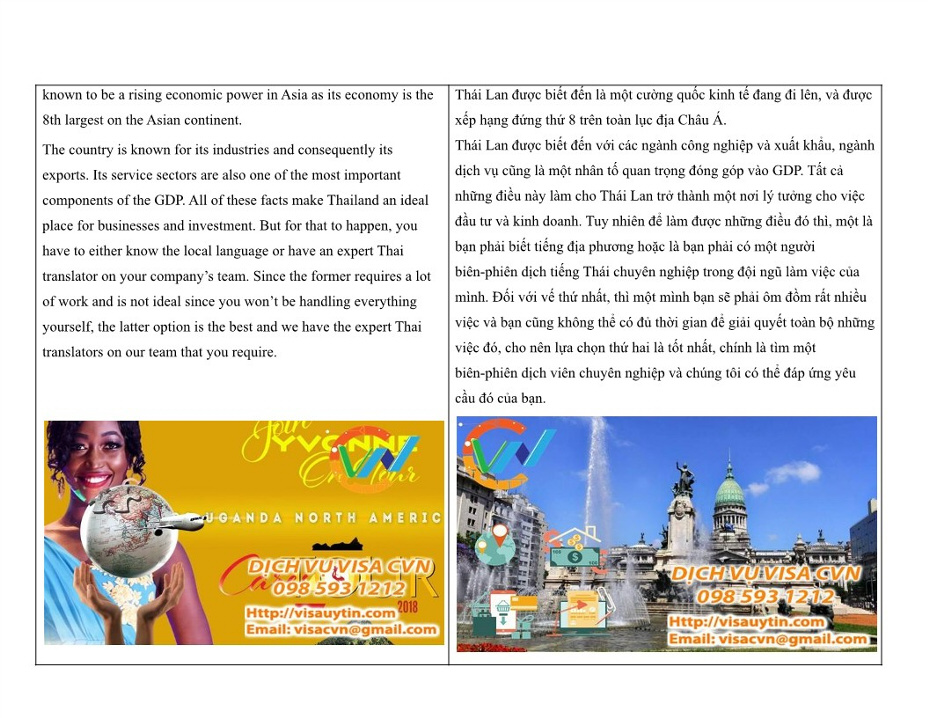 known to be a rising economic power in Asia as its economy is the
8th largest on the Asian continent.
The country is known for its industries and consequently its
exports. Its service sectors are also one of the most important
components of the GDP. All of these facts make Thailand an ideal
place for businesses and investment. But for that to happen, you
have to either know the local language or have an expert Thai
translator on your company’s team. Since the former requires a lot
of work and is not ideal since you won’t be handling everything
yourself, the latter option is the best and we have the expert Thai
translators on our team that you require.
Join
YVONNE
On Tour
UGANDA NORTH AMERIC
2018
DỊCH VỤ VISA CVN
098 593 1212
Http://visauytin.com
Email: visacvn@gmail.com
Thái Lan được biết đến là một cường quốc kinh tế đang đi lên, và được
xếp hạng đứng thứ 8 trên toàn lục địa Châu Á.
Thái Lan được biết đến với các ngành công nghiệp và xuất khẩu, ngành
dịch vụ cũng là một nhân tố quan trọng đóng góp vào GDP. Tất cả
những điều này làm cho Thái Lan trở thành một nơi lý tưởng cho việc
đầu tư và kinh doanh. Tuy nhiên để làm được những điều đó thì, một là
bạn phải biết tiếng địa phương hoặc là bạn phải có một người
biên-phiên dịch tiếng Thái chuyên nghiệp trong đội ngũ làm việc của
mình. Đối với vế thứ nhất, thì một mình bạn sẽ phải ôm đồm rất nhiều
việc và bạn cũng không thể có đủ thời gian để giải quyết toàn bộ những
việc đó, cho nên lựa chọn thứ hai là tốt nhất, chính là tìm một
biên-phiên dịch viên chuyên nghiệp và chúng tôi có thể đáp ứng yêu
cầu đó của bạn.
DỊCH VỤ VISA CVN
098 593 1212
Http://visauytin.com
Email: visacvn@gmail.com